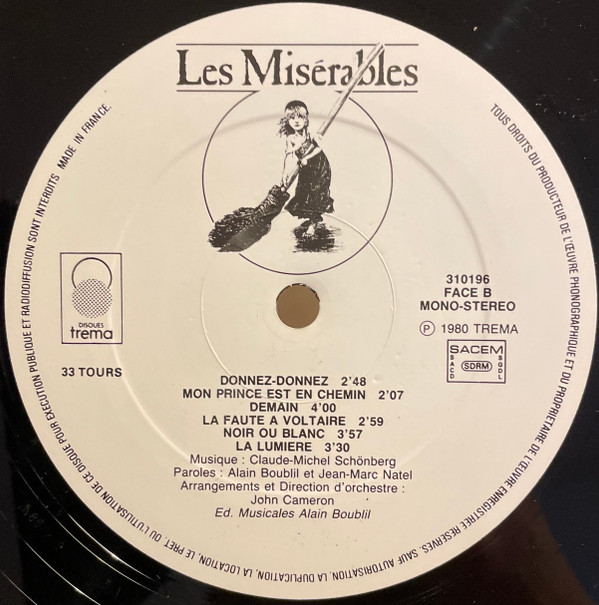 Les Misérables
TOUS DROITS DU PRODUCTEUR DE L'ŒUVRE PHONOGRAPHIQUE ET DU PROPRIETAIRE DE L'ŒUVRE ENREGISTREE RESERVES. SAUF AUTORISATION, LA DUPLICATION, LA LOCATION, LE PRET, OU L'UTILISATION DE CE DISQUE POUR EXECUTION PUBLIQUE ET RADIODIFFUSION SONT INTERDITS MADE IN FRANCE.
DISQUES
trema
33 TOURS
310196
FACE B
MONO-STEREO
℗ 1980 TREMA
SACEM
SACD
SDRM
SGDL
DONNEZ-DONNEZ 2'48
MON PRINCE EST EN CHEMIN 2'07
DEMAIN 4'00
LA FAUTE A VOLTAIRE 2'59
NOIR OU BLANC 3'57
LA LUMIERE 3'30
Musique : Claude-Michel Schönberg
Paroles : Alain Boublil et Jean-Marc Natel
Arrangements et Direction d'orchestre :
John Cameron
Ed. Musicales Alain Boublil